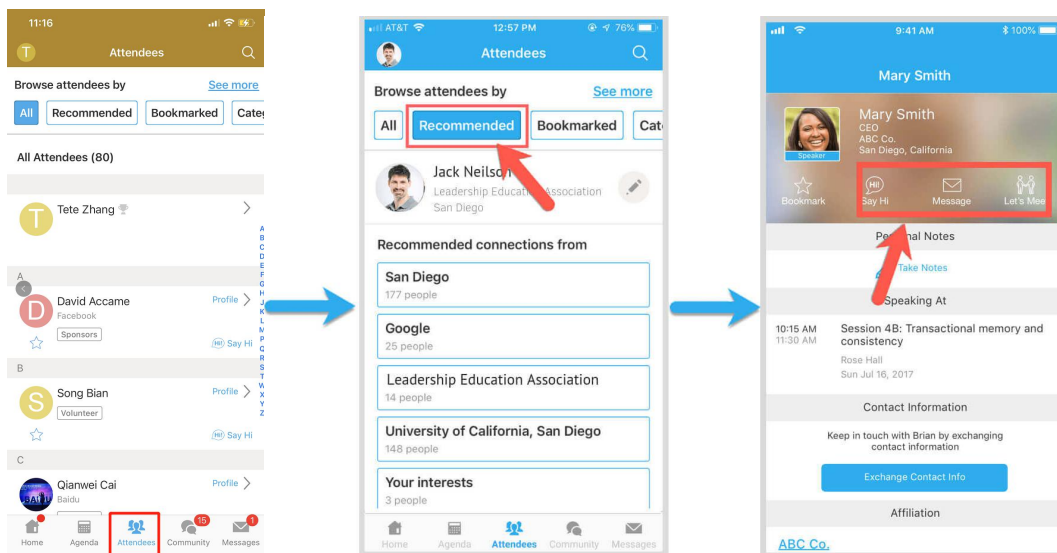 11:16
T
Attendees
Browse attendees by
See more
All
Recommended
Bookmarked
Categ
All Attendees (80)
T
Tete Zhang
A
David Accame
Profile
Facebook
D
Sponsors
Hi! Say Hi
B
Song Bian
Profile
S
Volunteer
Hi! Say Hi
C
Qianwei Cai
Profile
Baidu
A
B
C
D
E
F
G
H
J
K
L
M
P
Q
R
S
T
W
X
Y
Z
15
1
Home
Agenda
Attendees
Community
Messages
AT&T
12:57 PM
76%
Attendees
Browse attendees by
See more
All
Recommended
Bookmarked
Cat
Jack Neilson
Leadership Education Association
San Diego
Recommended connections from
San Diego
177 people
Google
25 people
Leadership Education Association
14 people
University of California, San Diego
148 people
Your interests
3 people
Home
Agenda
Attendees
Community
Messages
9:41 AM
100%
Mary Smith
Mary Smith
CEO
ABC Co.
San Diego, California
Speaker
Hi!
Bookmark
Say Hi
Message
Let's Mee
Personal Notes
Take Notes
Speaking At
10:15 AM
11:30 AM
Session 4B: Transactional memory and
consistency
Rose Hall
Sun Jul 16, 2017
Contact Information
Keep in touch with Brian by exchanging
contact information
Exchange Contact Info
Affiliation
ABC Co.